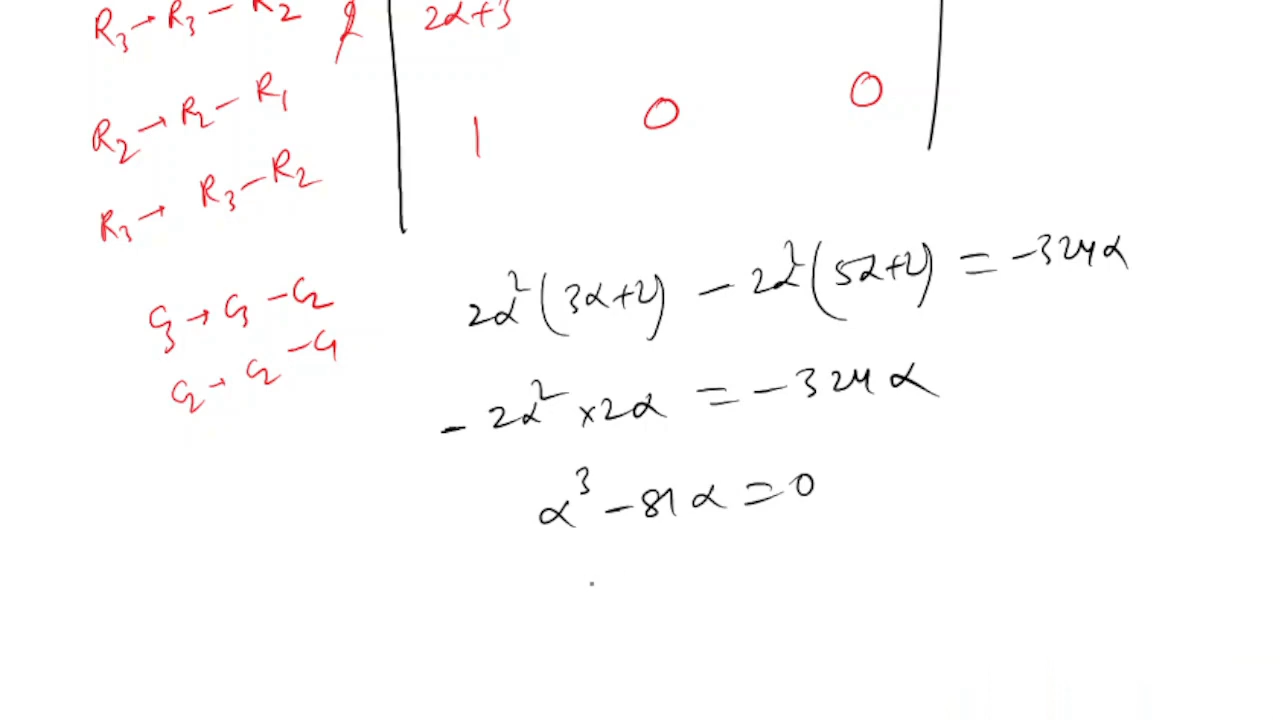 R₃→R₃−R₂ & 2α+3
R₂→R₂−R₁
1 0 0
R₃→R₃−R₂
2α²(3α+2) − 2α²(5α+2) = −324α
C₃→C₃−C₂
C₂→C₂−C₁
−2α²×2α = −324α
α³−81α=0